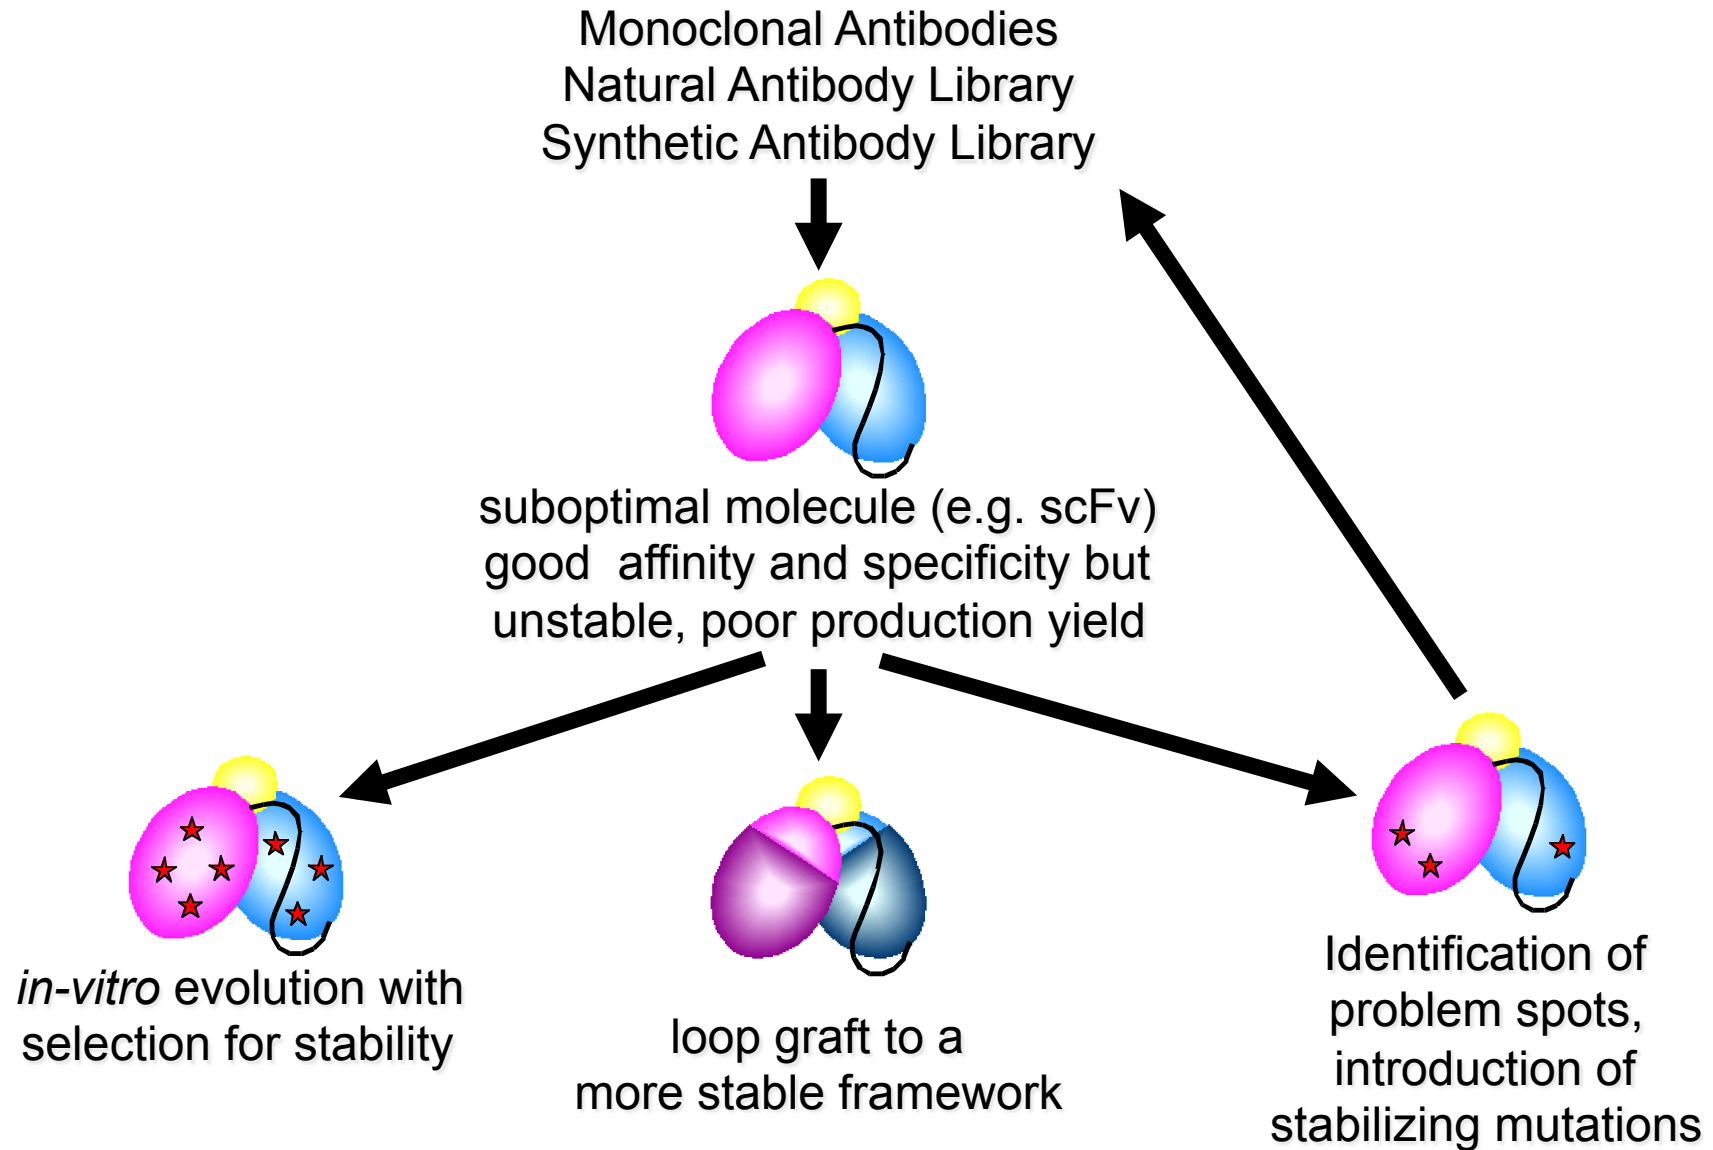 Monoclonal Antibodies
Natural Antibody Library
Synthetic Antibody Library
suboptimal molecule (e.g. scFv)
good affinity and specificity but
unstable, poor production yield
in-vitro evolution with
selection for stability
loop graft to a
more stable framework
Identification of
problem spots,
introduction of
stabilizing mutations